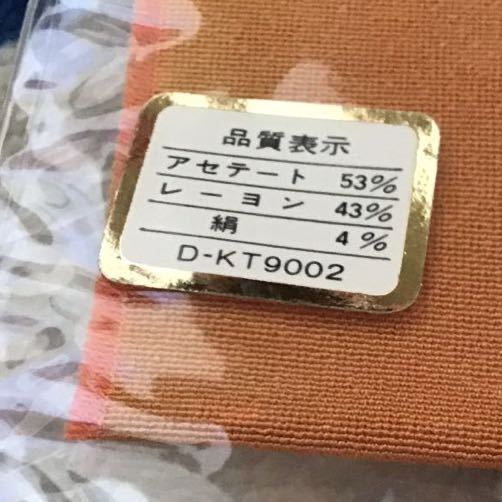 品質表示
アセテート 53%
レーヨン 43%
絹 4%
D-KT9002